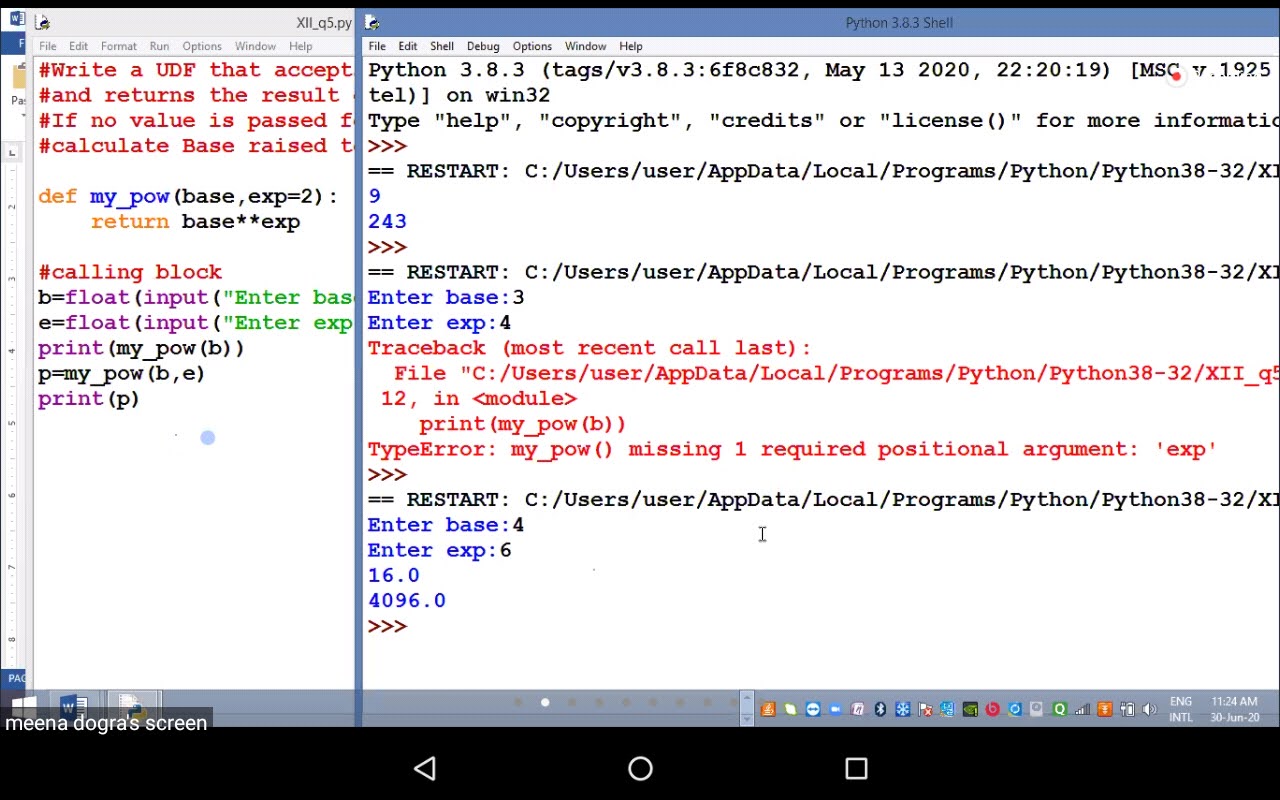 XII_q5.py
File Edit Format Run Options Window Help
#Write a UDF that accept
#and returns the result
#If no value is passed f
#calculate Base raised t
def my_pow(base,exp=2):
return base**exp
#calling block
b=float(input("Enter bas
e=float(input("Enter exp
print(my_pow(b))
p=my_pow(b,e)
print(p)
Python 3.8.3 Shell
File Edit Shell Debug Options Window Help
Python 3.8.3 (tags/v3.8.3:6f8c832, May 13 2020, 22:20:19) [MSC v.1925
tel)] on win32
Type "help", "copyright", "credits" or "license()" for more informatic
>>>
== RESTART: C:/Users/user/AppData/Local/Programs/Python/Python38-32/XI
9
243
>>>
== RESTART: C:/Users/user/AppData/Local/Programs/Python/Python38-32/XI
Enter base:3
Enter exp:4
Traceback (most recent call last):
File "C:/Users/user/AppData/Local/Programs/Python/Python38-32/XII_q5
12, in <module>
print(my_pow(b))
TypeError: my_pow() missing 1 required positional argument: 'exp'
>>>
== RESTART: C:/Users/user/AppData/Local/Programs/Python/Python38-32/XI
Enter base:4
Enter exp:6
16.0
4096.0
>>>
F
Pas
2
3
4
5
6
7
8
PAG
ENG 11:24 AM
INTL 30-Jun-20
meena dogra's screen